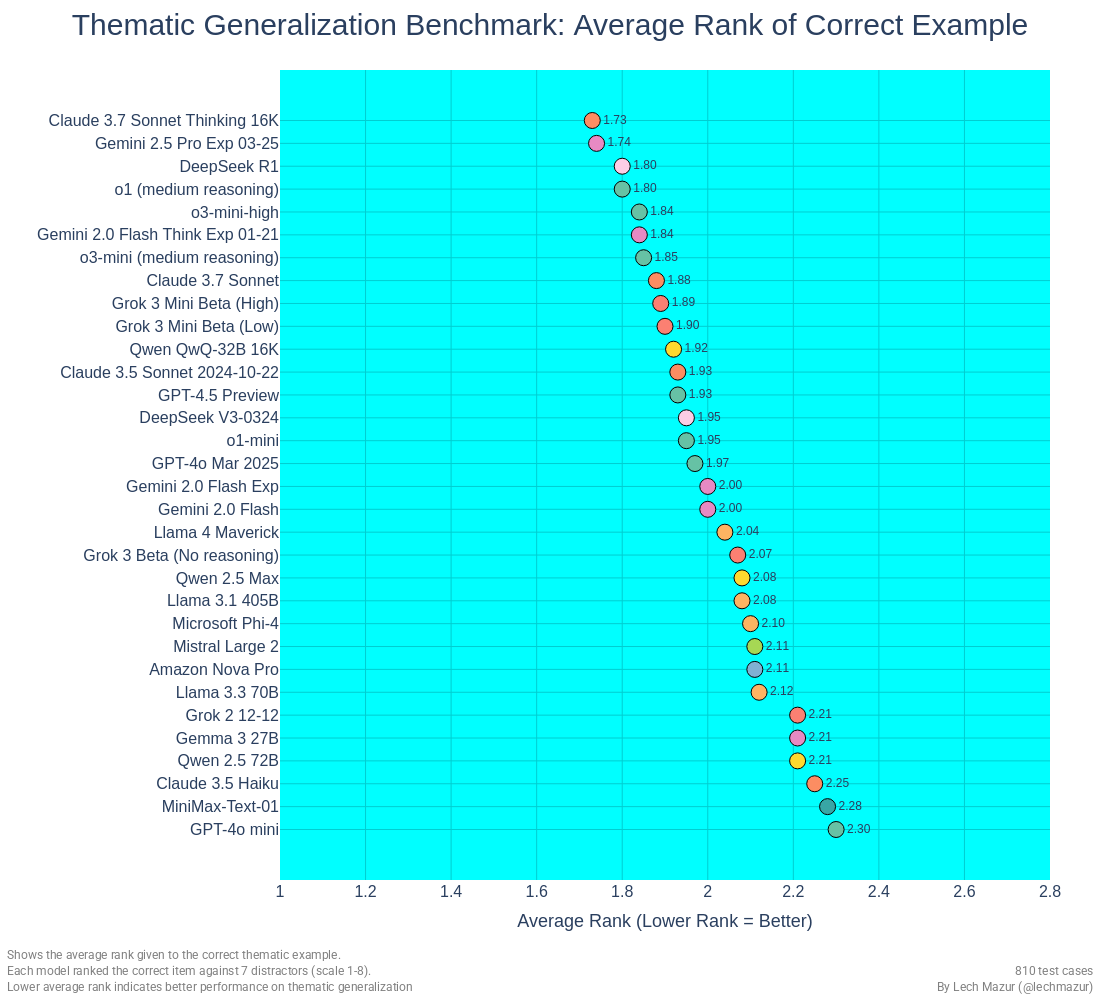 Thematic Generalization Benchmark: Average Rank of Correct Example
Claude 3.7 Sonnet Thinking 16K 1.73
Gemini 2.5 Pro Exp 03-25 1.74
DeepSeek R1 1.80
o1 (medium reasoning) 1.80
o3-mini-high 1.84
Gemini 2.0 Flash Think Exp 01-21 1.84
o3-mini (medium reasoning) 1.85
Claude 3.7 Sonnet 1.88
Grok 3 Mini Beta (High) 1.89
Grok 3 Mini Beta (Low) 1.90
Qwen QwQ-32B 16K 1.92
Claude 3.5 Sonnet 2024-10-22 1.93
GPT-4.5 Preview 1.93
DeepSeek V3-0324 1.95
o1-mini 1.95
GPT-4o Mar 2025 1.97
Gemini 2.0 Flash Exp 2.00
Gemini 2.0 Flash 2.00
Llama 4 Maverick 2.04
Grok 3 Beta (No reasoning) 2.07
Qwen 2.5 Max 2.08
Llama 3.1 405B 2.08
Microsoft Phi-4 2.10
Mistral Large 2 2.11
Amazon Nova Pro 2.11
Llama 3.3 70B 2.12
Grok 2 12-12 2.21
Gemma 3 27B 2.21
Qwen 2.5 72B 2.21
Claude 3.5 Haiku 2.25
MiniMax-Text-01 2.28
GPT-4o mini 2.30
1 1.2 1.4 1.6 1.8 2 2.2 2.4 2.6 2.8
Average Rank (Lower Rank = Better)
Shows the average rank given to the correct thematic example.
Each model ranked the correct item against 7 distractors (scale 1-8).
Lower average rank indicates better performance on thematic generalization
810 test cases
By Lech Mazur (@lechmazur)